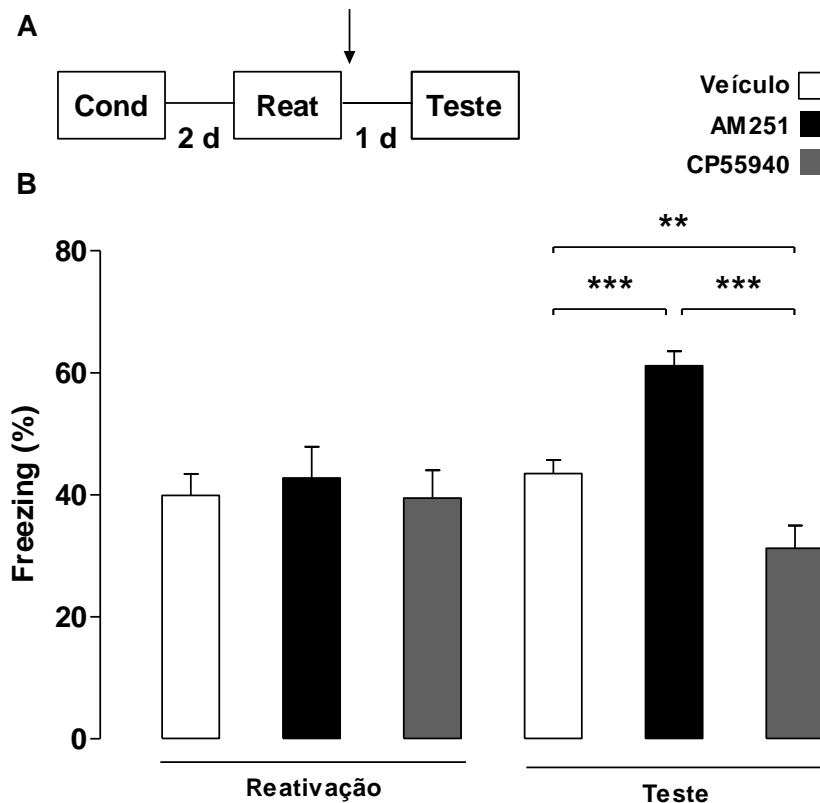 A
Cond
Reat
Teste
2 d
1 d
Veículo
AM251
CP55940
B
**
***
***
Freezing (%)
80
60
40
20
0
Reativação
Teste